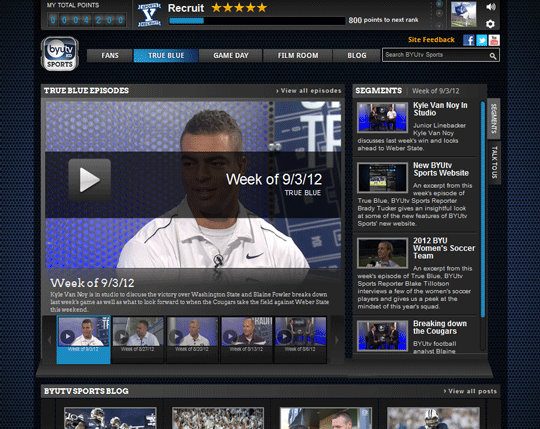 MY TOTAL POINTS
0 0 0 4 2 0 0
SPORTS
Y
Recruit
800 points to next rank
Site Feedback
byutv
SPORTS
FANS
TRUE BLUE
GAME DAY
FILM ROOM
BLOG
Search BYUtv Sports
TRUE BLUE EPISODES
› View all episodes
Week of 9/3/12
TRUE BLUE
Week of 9/3/12
Kyle Van Noy is in studio to discuss the victory over Washington State and Blaine Fowler breaks down
last week's game as well as what to look forward to when the Cougars take the field against Weber State
this weekend.
Week of 9/3/12
Week of 8/27/12
Week of 8/20/12
Week of 8/13/12
Week of 8/6/12
SEGMENTS | Week of 9/3/12
Kyle Van Noy In
Studio
Junior Linebacker
Kyle Van Noy
discusses last week's win and looks
ahead to Weber State.
New BYUtv
Sports Website
An excerpt from this
week's episode of
True Blue, BYUtv Sports Reporter
Brady Tucker gives an insightful look
at some of the new features of BYUtv
Sports' new website.
2012 BYU
Women's Soccer
Team
An excerpt from this
week's episode of True Blue, BYUtv
Sports Reporter Blake Tillotson
interviews a few of the women's soccer
players and gives us a peek at the
mindset of this year's squad.
Breaking down
the Cougars
BYUtv football
analyst Blaine
SEGMENTS
TALK TO US
BYUTV SPORTS BLOG
› View all posts